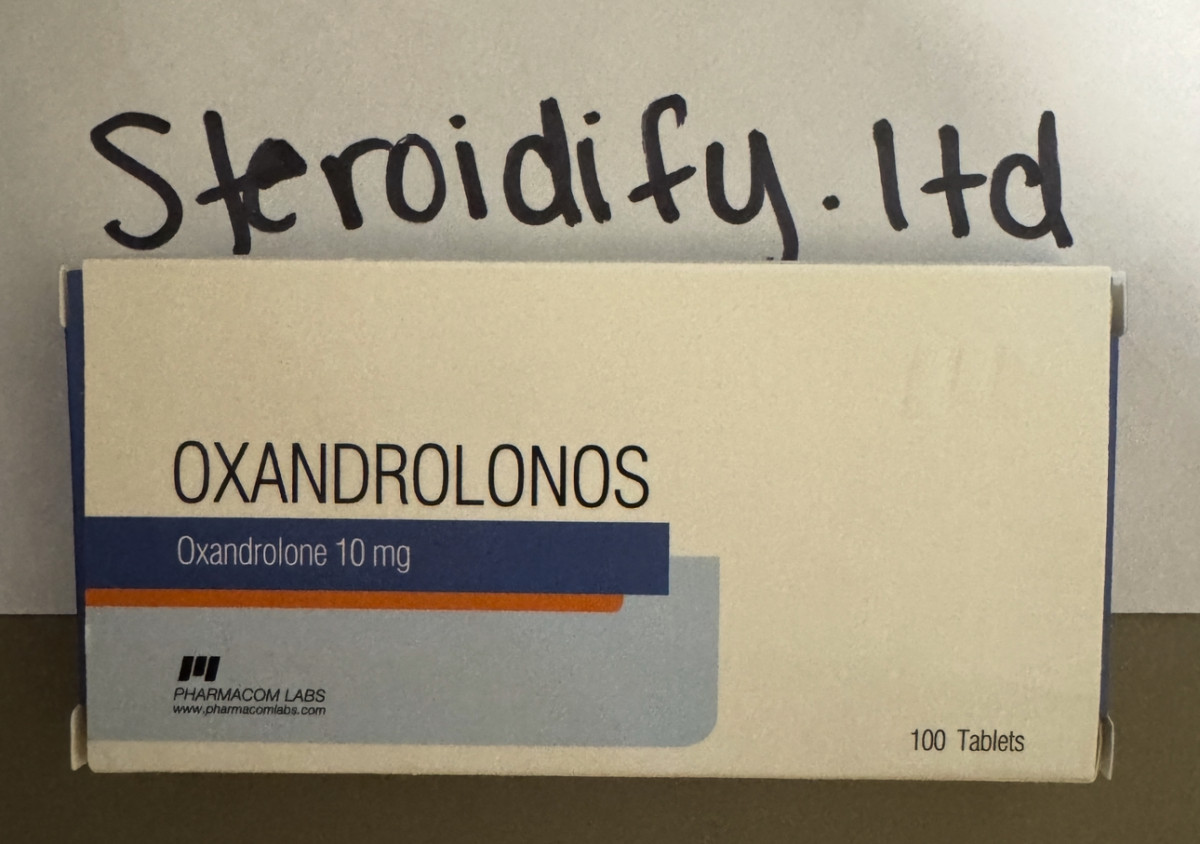 Steroidify.ltd
OXANDROLONOS
Oxandrolone 10 mg
PHARMACOM LABS
www.pharmacomlabs.com
100 Tablets